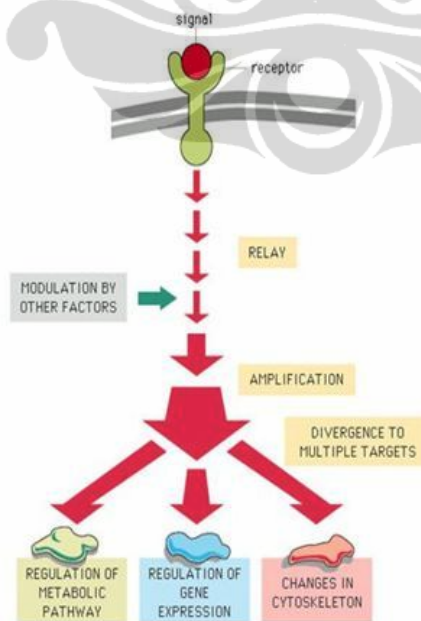 signal
receptor
RELAY
MODULATION BY
OTHER FACTORS
AMPLIFICATION
DIVERGENCE TO
MULTIPLE TARGETS
REGULATION OF
METABOLIC
PATHWAY
REGULATION OF
GENE
EXPRESSION
CHANGES IN
CYTOSKELETON